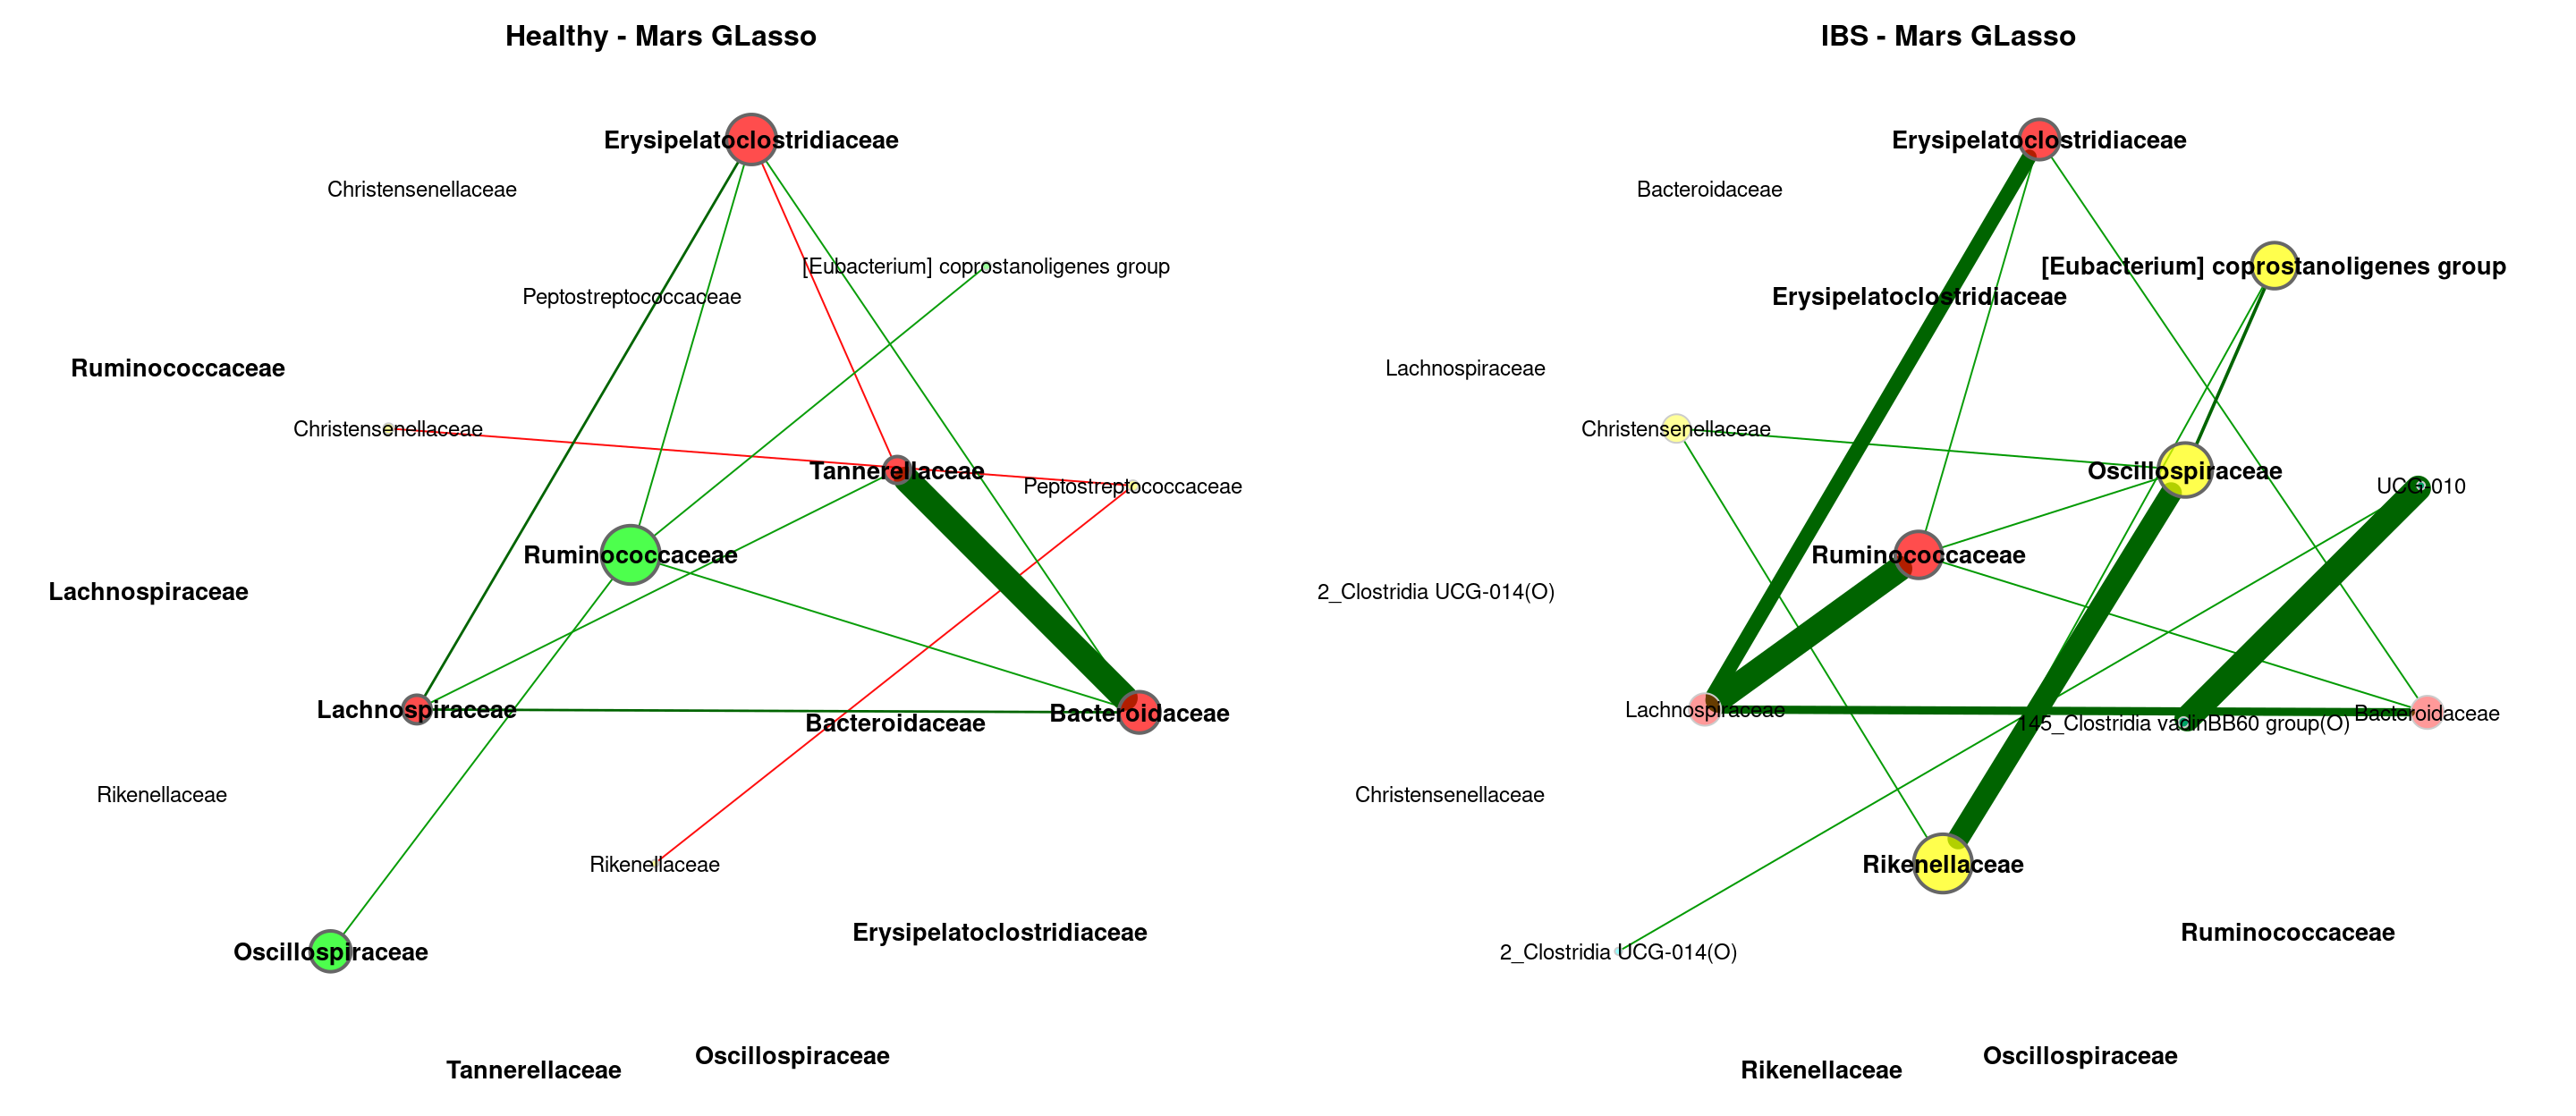 Healthy - Mars GLasso
Erysipelatoclostridiaceae
Christensenellaceae
[Eubacterium] coprostanoligenes group
Peptostreptococcaceae
Ruminococcaceae
Christensenellaceae
Tannerellaceae
Peptostreptococcaceae
Ruminococcaceae
Lachnospiraceae
Lachnospiraceae
Bacteroidaceae
Bacteroidaceae
Rikenellaceae
Rikenellaceae
Erysipelatoclostridiaceae
Oscillospiraceae
Oscillospiraceae
Tannerellaceae
IBS - Mars GLasso
Erysipelatoclostridiaceae
Bacteroidaceae
[Eubacterium] coprostanoligenes group
Erysipelatoclostridiaceae
Lachnospiraceae
Christensenellaceae
Oscillospiraceae
UCG-010
Ruminococcaceae
2_Clostridia UCG-014(O)
Lachnospiraceae
145_Clostridia vadinBB60 group(O)
Bacteroidaceae
Christensenellaceae
Rikenellaceae
Ruminococcaceae
2_Clostridia UCG-014(O)
Oscillospiraceae
Rikenellaceae